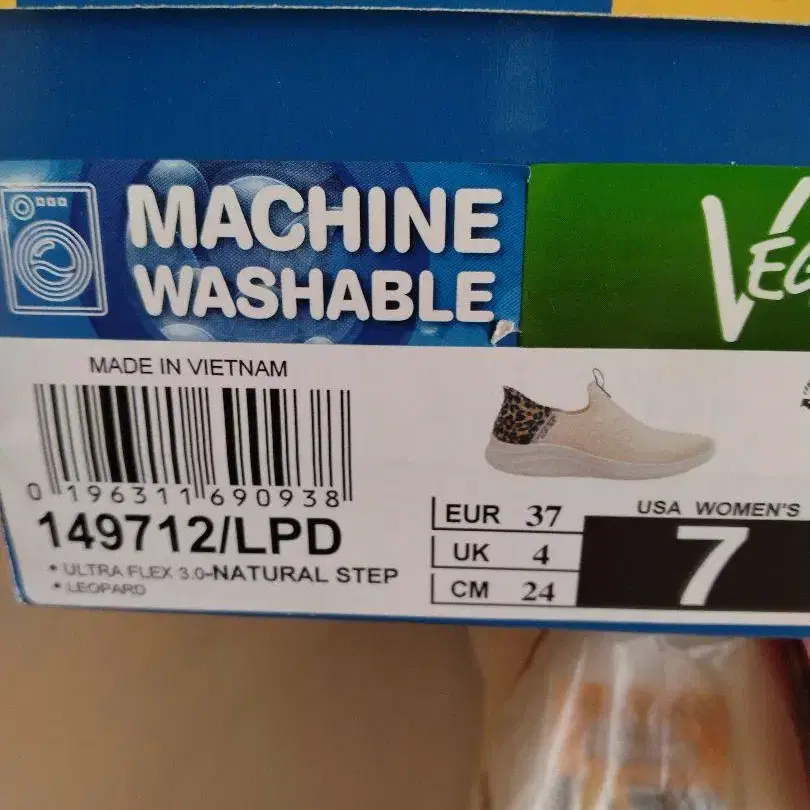 MACHINE
WASHABLE
VEG
MADE IN VIETNAM
0 196311 690938
149712/LPD
• ULTRA FLEX 3.0-NATURAL STEP
• LEOPARD
EUR 37
UK 4
CM 24
USA WOMEN'S
7